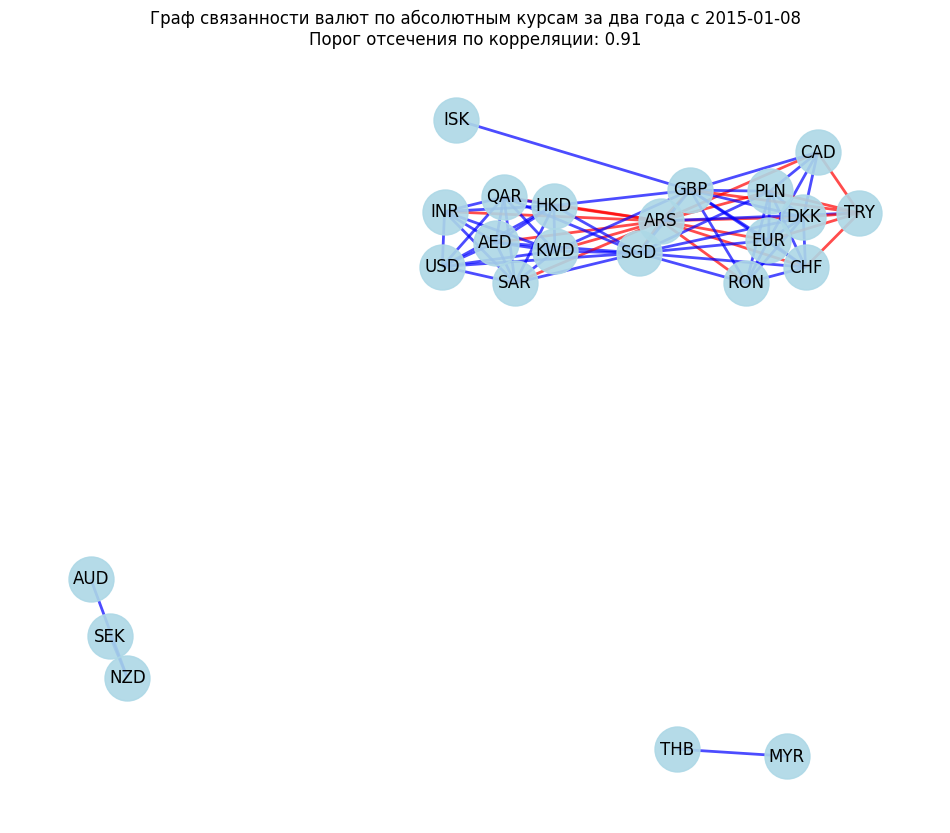 Граф связанности валют по абсолютным курсам за два года с 2015-01-08
Порог отсечения по корреляции: 0.91
ISK
CAD
GBP
PLN
QAR
HKD
INR
ARS
DKK
TRY
AED
KWD
SGD
EUR
USD
CHF
SAR
RON
AUD
SEK
NZD
THB
MYR